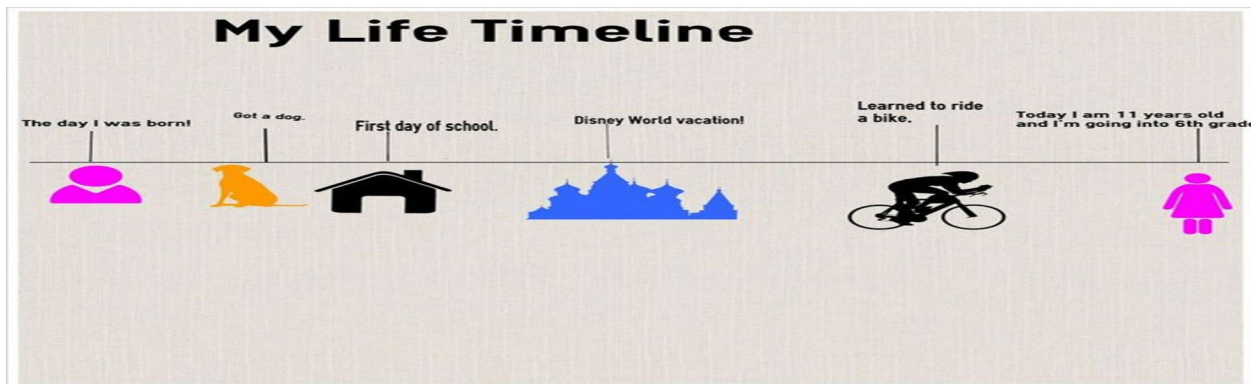 My Life Timeline
The day I was born!
Got a dog.
First day of school.
Disney World vacation!
Learned to ride
a bike.
Today I am 11 years old
and I'm going into 6th grade